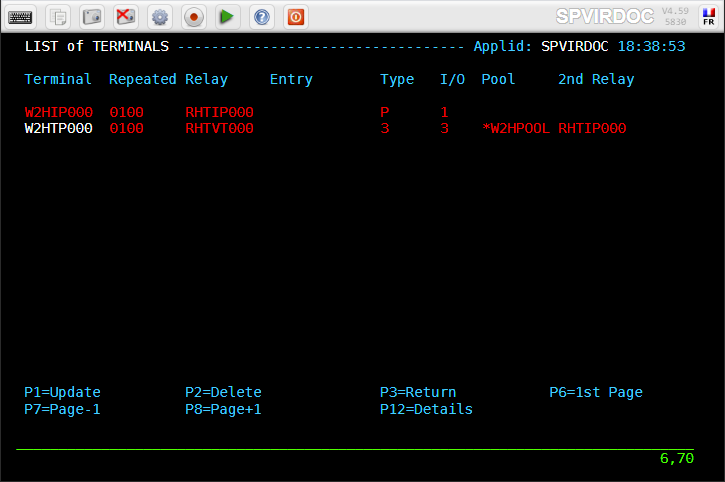 SPVIRDOC V4.59 5830 FR
LIST of TERMINALS ---------------------------------- Applid: SPVIRDOC 18:38:53
Terminal Repeated Relay Entry Type I/O Pool 2nd Relay
W2HIP000 0100 RHTIP000 P 1
W2HTP000 0100 RHTVT000 3 3 *W2HPOOL RHTIP000
P1=Update P2=Delete P3=Return P6=1st Page
P7=Page-1 P8=Page+1 P12=Details
6,70